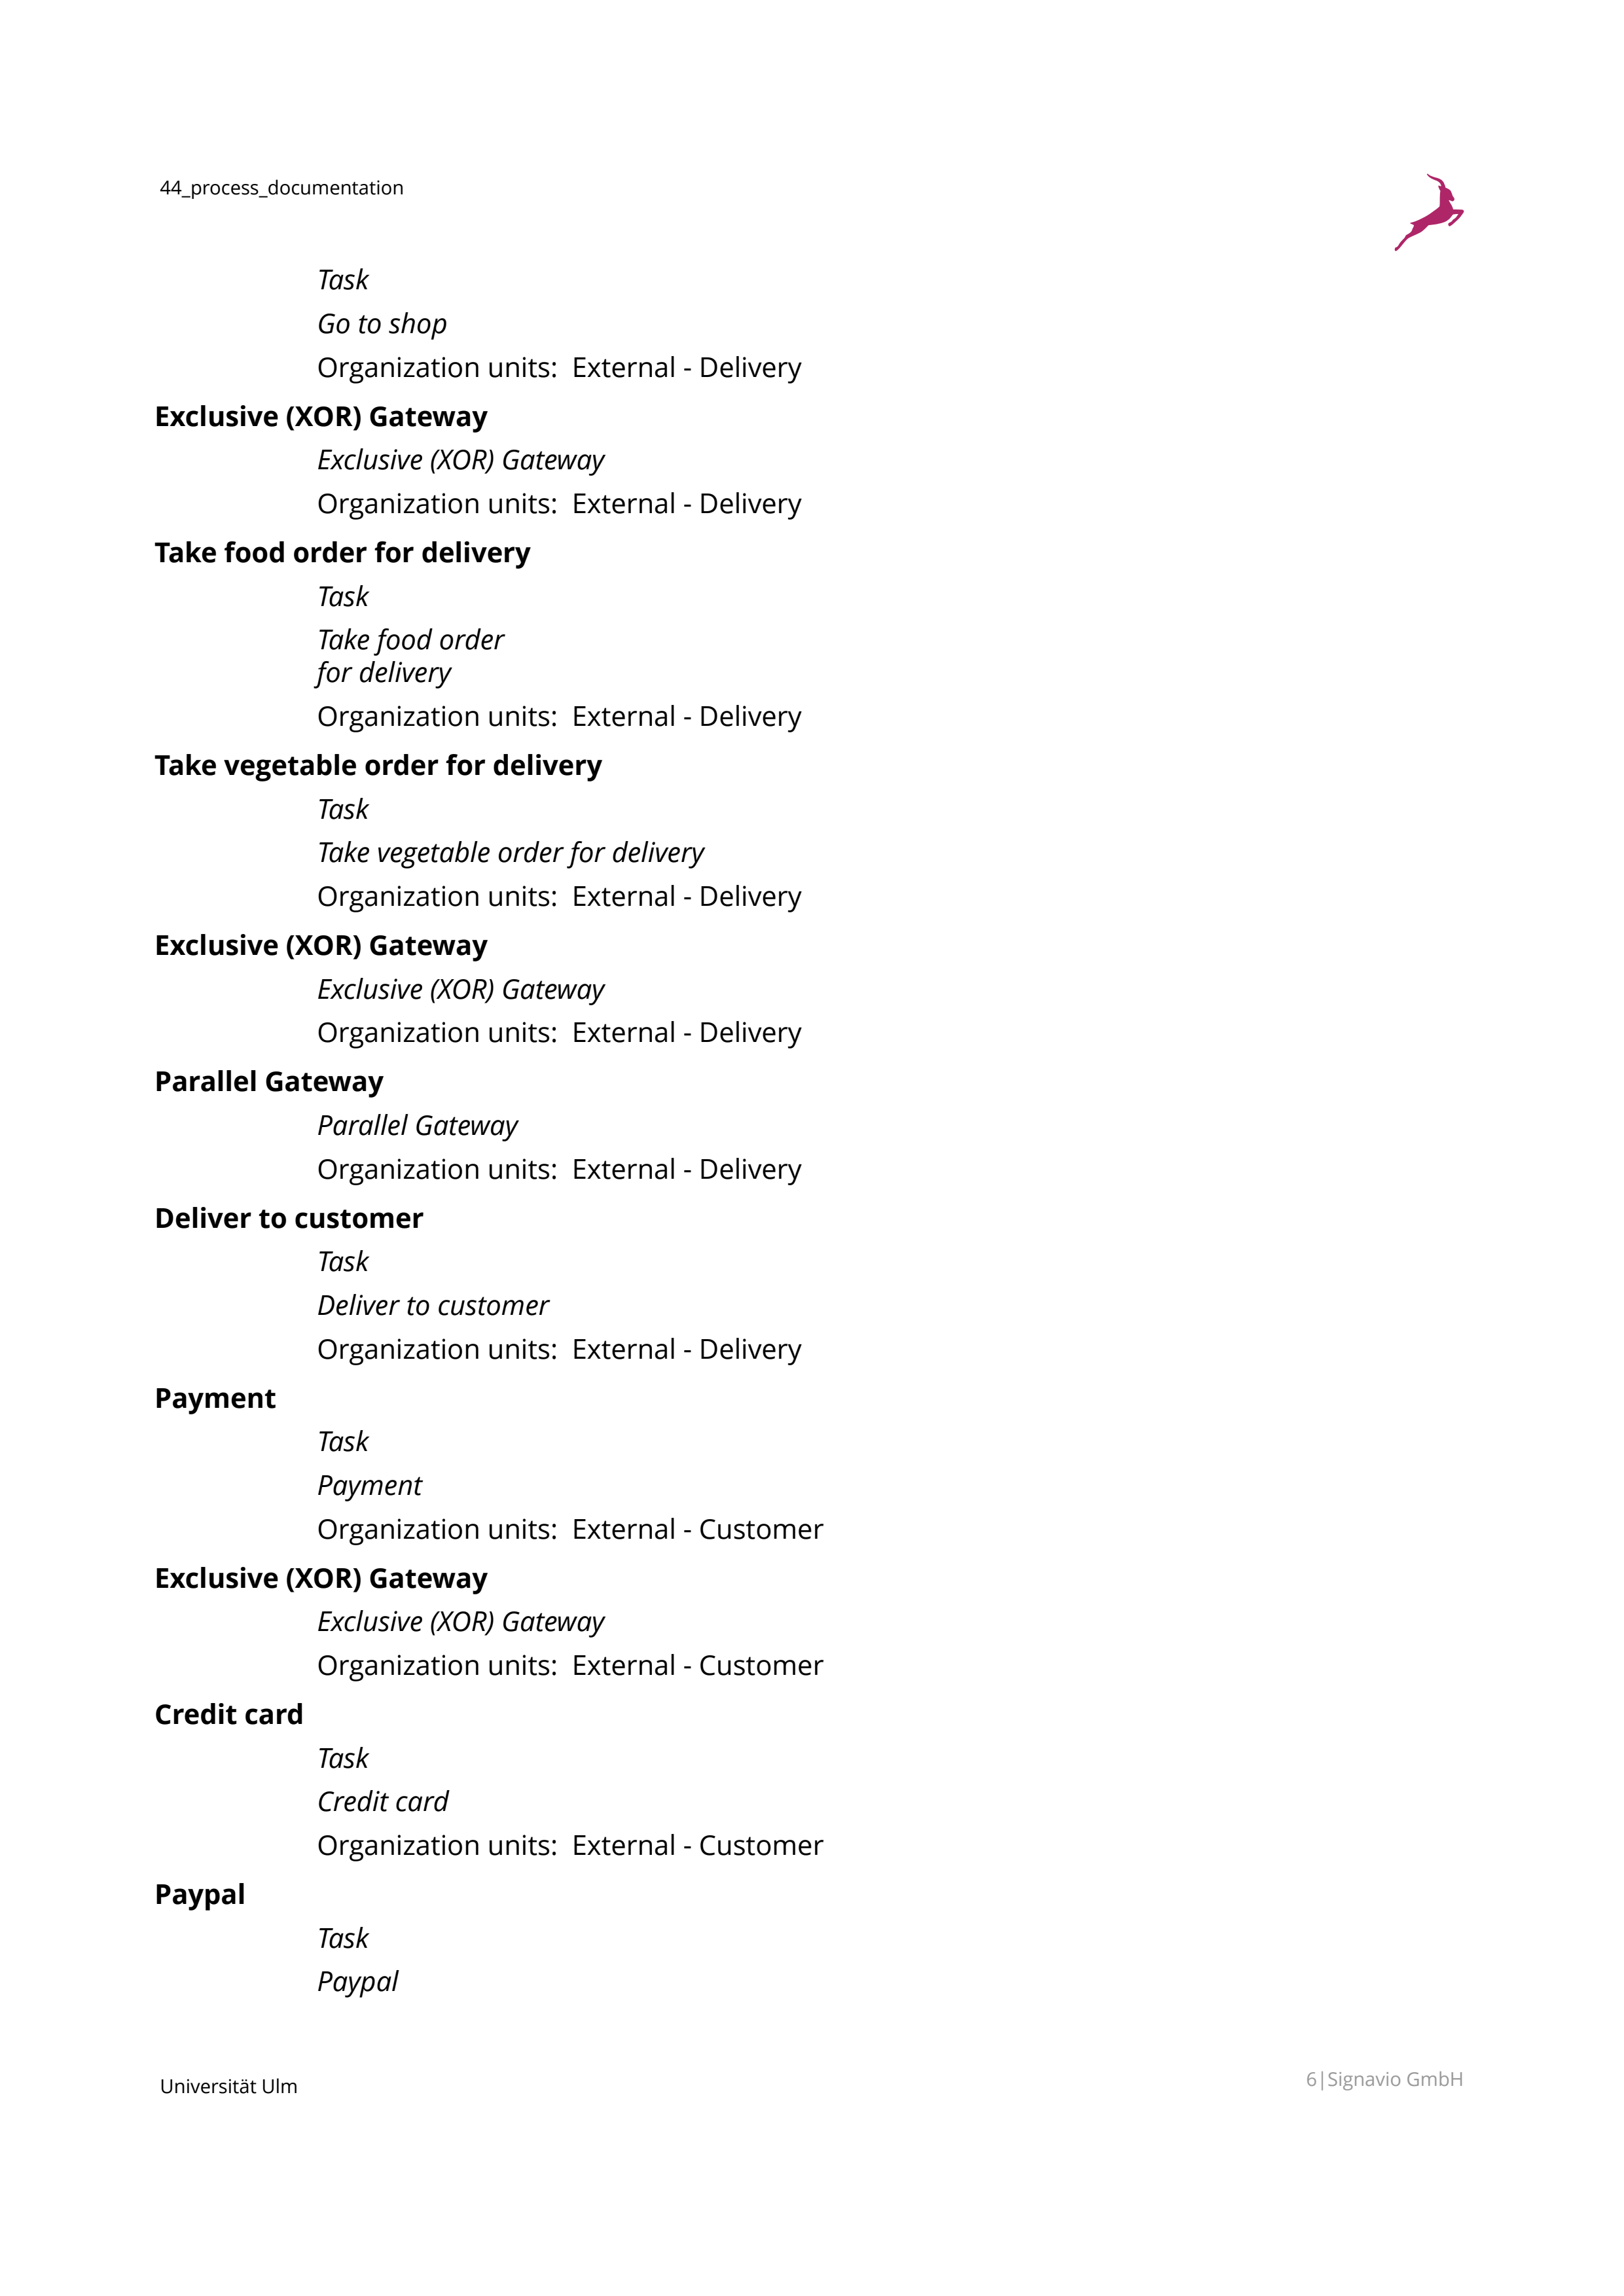 44_process_documentation
Task
Go to shop
Organization units: External - Delivery
Exclusive (XOR) Gateway
Exclusive (XOR) Gateway
Organization units: External - Delivery
Take food order for delivery
Task
Take food order
for delivery
Organization units: External - Delivery
Take vegetable order for delivery
Task
Take vegetable order for delivery
Organization units: External - Delivery
Exclusive (XOR) Gateway
Exclusive (XOR) Gateway
Organization units: External - Delivery
Parallel Gateway
Parallel Gateway
Organization units: External - Delivery
Deliver to customer
Task
Deliver to customer
Organization units: External - Delivery
Payment
Task
Payment
Organization units: External - Customer
Exclusive (XOR) Gateway
Exclusive (XOR) Gateway
Organization units: External - Customer
Credit card
Task
Credit card
Organization units: External - Customer
Paypal
Task
Paypal
Universität Ulm
6|Signavio GmbH